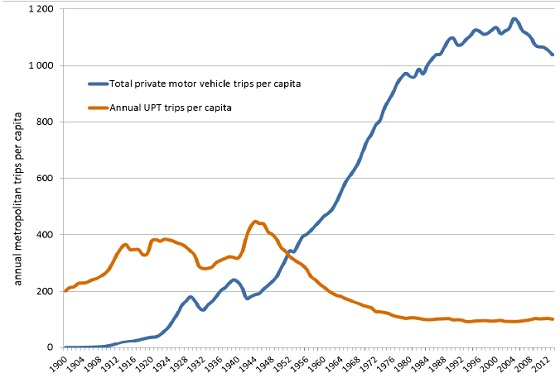 1 200
1 000
800
600
400
200
0
annual metropolitan trips per capita
Total private motor vehicle trips per capita
Annual UPT trips per capita
1900 1904 1908 1912 1916 1920 1924 1928 1932 1936 1940 1944 1948 1952 1956 1960 1964 1968 1972 1976 1980 1984 1988 1992 1996 2000 2004 2008 2012